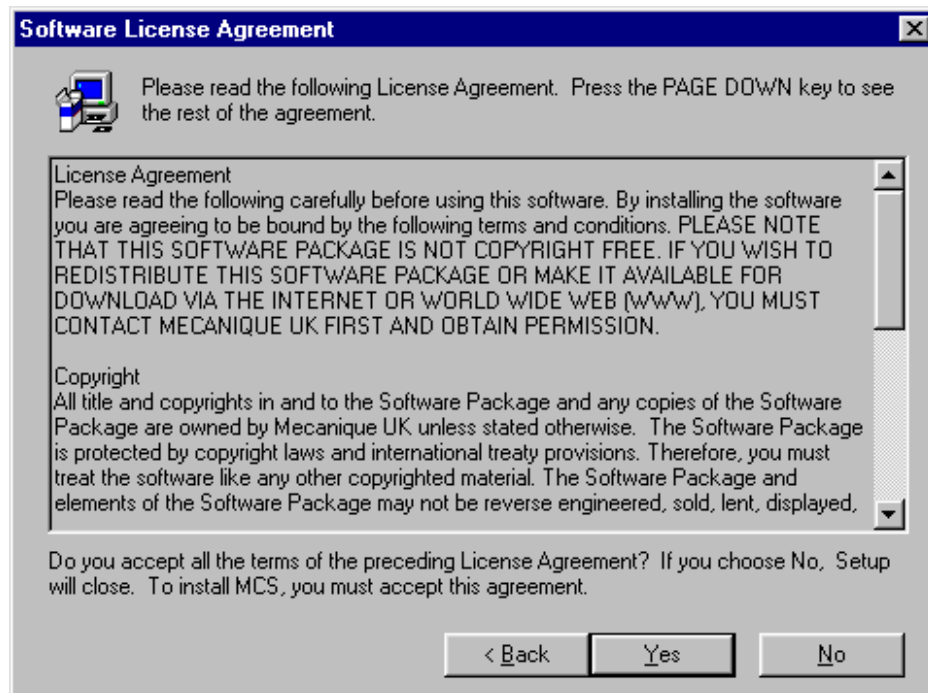 Software License Agreement
Please read the following License Agreement. Press the PAGE DOWN key to see
the rest of the agreement.
License Agreement
Please read the following carefully before using this software. By installing the software
you are agreeing to be bound by the following terms and conditions. PLEASE NOTE
THAT THIS SOFTWARE PACKAGE IS NOT COPYRIGHT FREE. IF YOU WISH TO
REDISTRIBUTE THIS SOFTWARE PACKAGE OR MAKE IT AVAILABLE FOR
DOWNLOAD VIA THE INTERNET OR WORLD WIDE WEB (WWW), YOU MUST
CONTACT MECANIQUE UK FIRST AND OBTAIN PERMISSION.
Copyright
All title and copyrights in and to the Software Package and any copies of the Software
Package are owned by Mecanique UK unless stated otherwise. The Software Package
is protected by copyright laws and international treaty provisions. Therefore, you must
treat the software like any other copyrighted material. The Software Package and
elements of the Software Package may not be reverse engineered, sold, lent, displayed,
Do you accept all the terms of the preceding License Agreement? If you choose No, Setup
will close. To install MCS, you must accept this agreement.
< Back Yes No